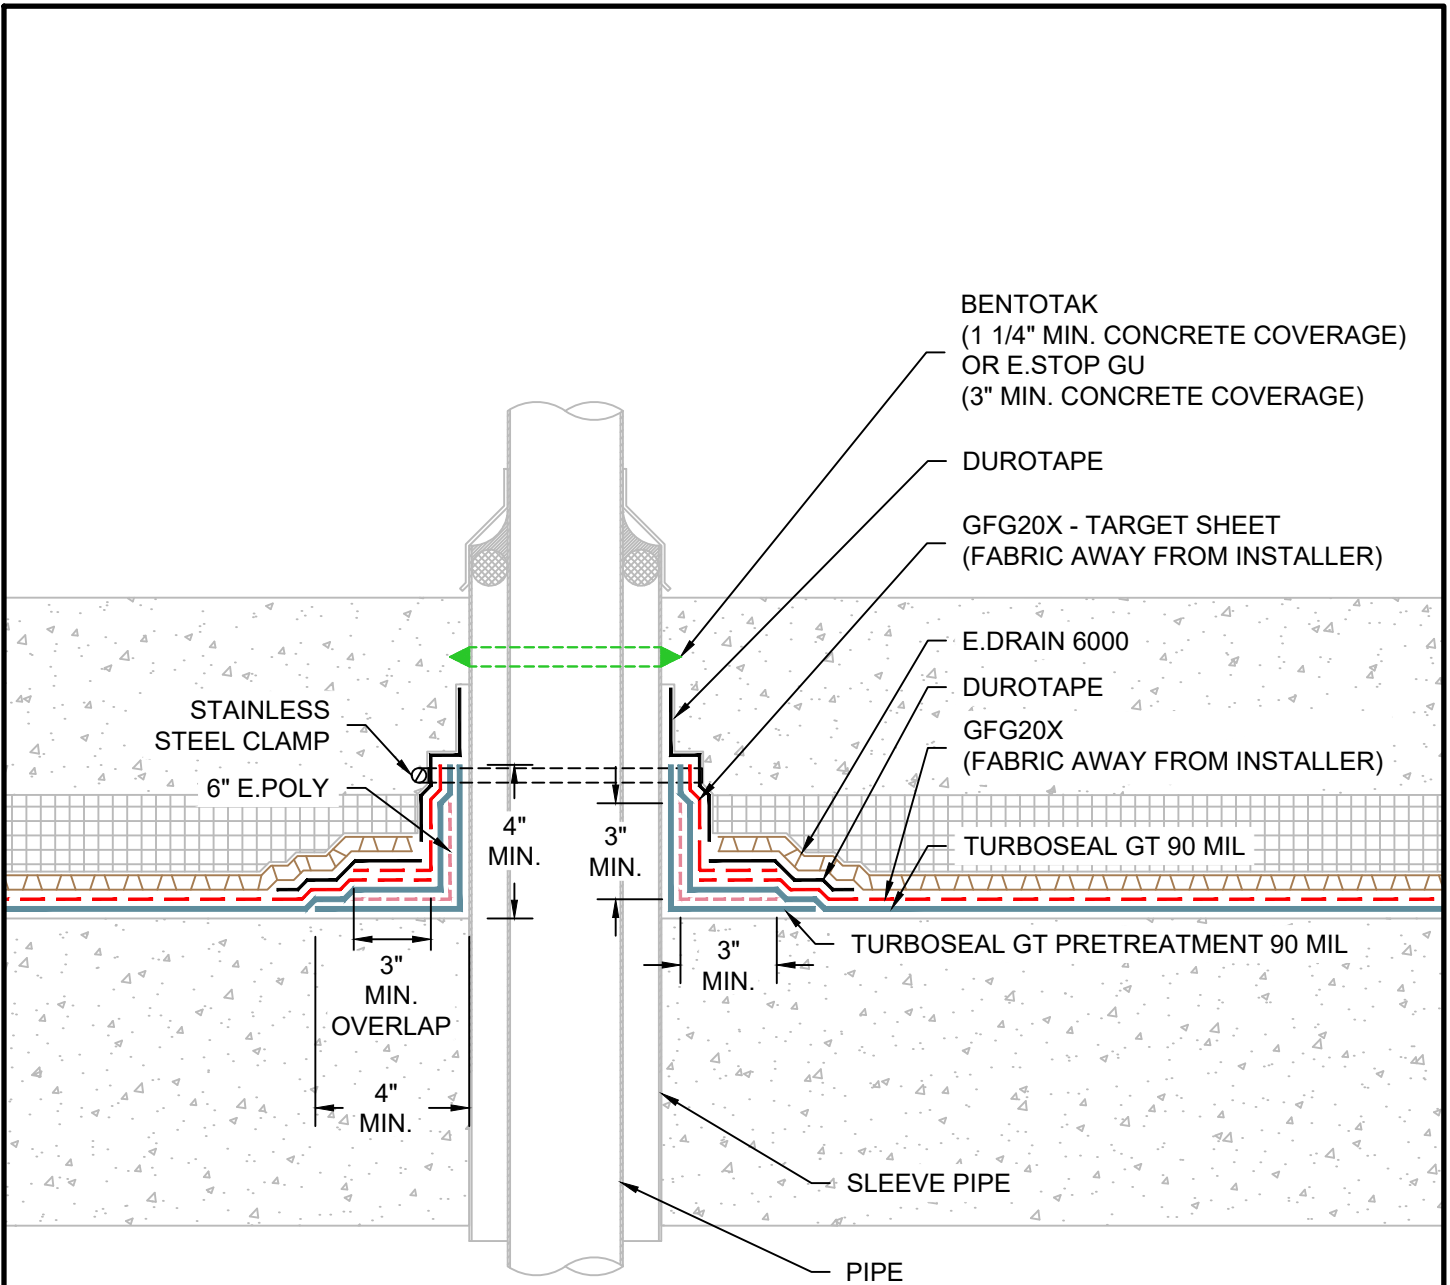 BENTOTAK
(1 1/4" MIN. CONCRETE COVERAGE)
OR E.STOP GU
(3" MIN. CONCRETE COVERAGE)
DUROTAPE
GFG20X - TARGET SHEET
(FABRIC AWAY FROM INSTALLER)
E.DRAIN 6000
DUROTAPE
GFG20X
(FABRIC AWAY FROM INSTALLER)
TURBOSEAL GT 90 MIL
TURBOSEAL GT PRETREATMENT 90 MIL
STAINLESS
STEEL CLAMP
6" E.POLY
4"
MIN.
3"
MIN.
3"
MIN.
OVERLAP
3"
MIN.
4"
MIN.
SLEEVE PIPE
PIPE